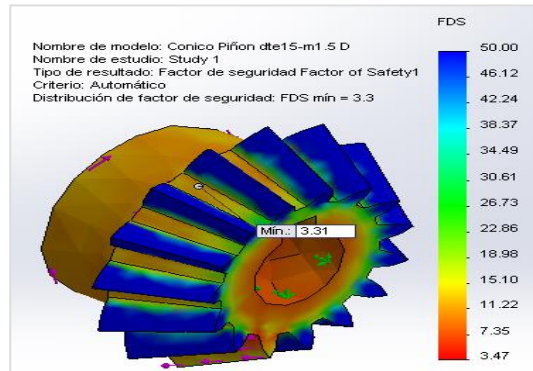 FDS
Nombre de modelo: Conico Piñon dte15-m1.5 D
Nombre de estudio: Study 1
Tipo de resultado: Factor de seguridad Factor of Safety1
Criterio: Automático
Distribución de factor de seguridad: FDS mín = 3.3
50.00
46.12
42.24
38.37
34.49
30.61
26.73
22.86
18.98
15.10
11.22
7.35
3.47
Mín.: 3.31